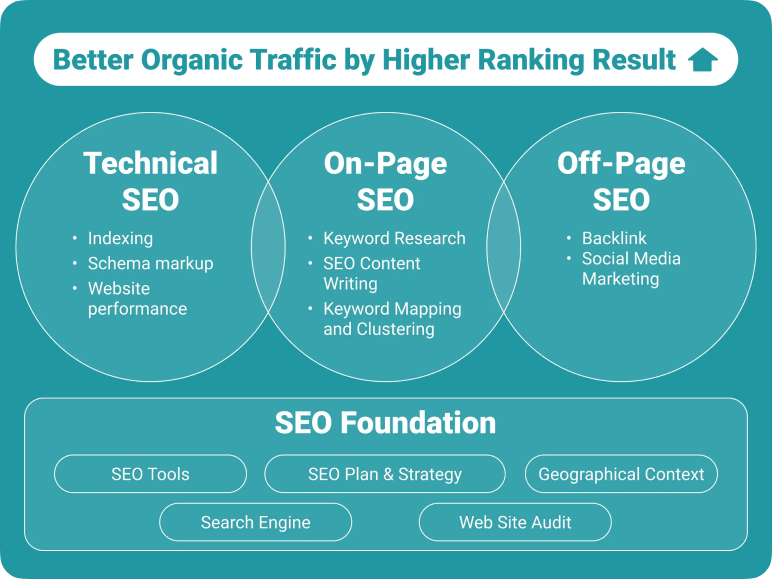 Better Organic Traffic by Higher Ranking Result
Technical
SEO
• Indexing
• Schema markup
• Website
performance
On-Page
SEO
• Keyword Research
• SEO Content
Writing
• Keyword Mapping
and Clustering
Off-Page
SEO
• Backlink
• Social Media
Marketing
SEO Foundation
SEO Tools
SEO Plan & Strategy
Geographical Context
Search Engine
Web Site Audit